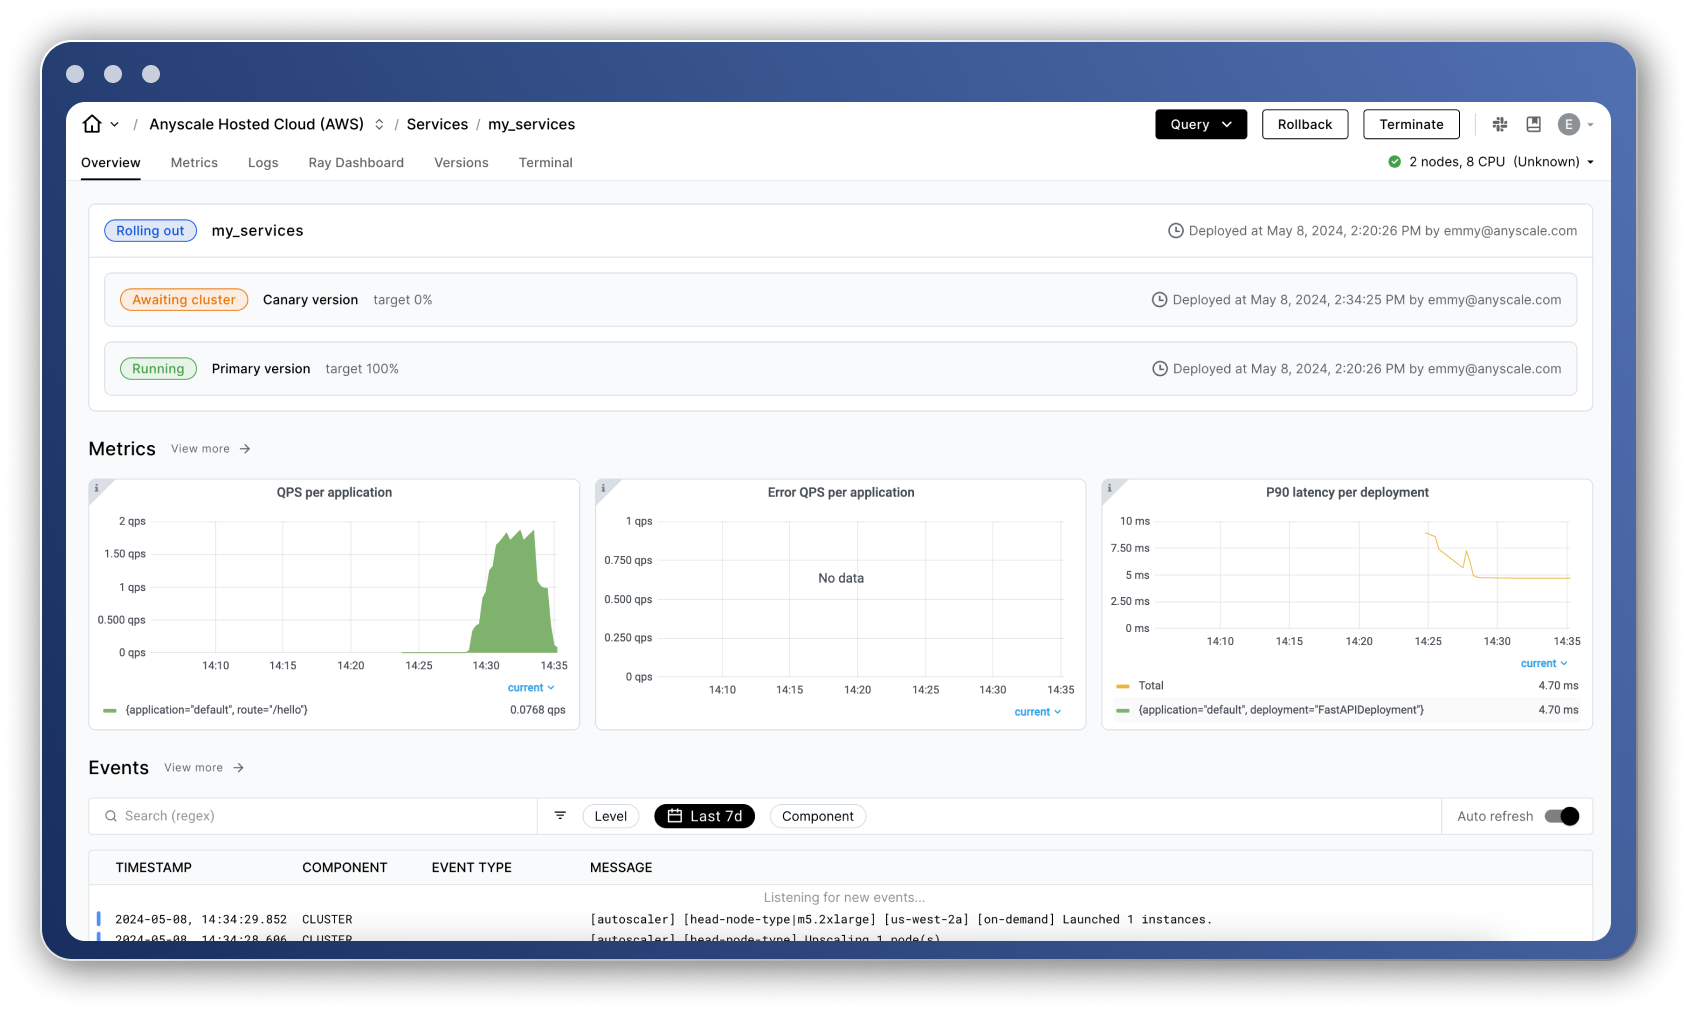 / Anyscale Hosted Cloud (AWS) / Services / my_services Query Rollback Terminate E
Overview Metrics Logs Ray Dashboard Versions Terminal 2 nodes, 8 CPU (Unknown)
Rolling out my_services Deployed at May 8, 2024, 2:20:26 PM by emmy@anyscale.com
Awaiting cluster Canary version target 0% Deployed at May 8, 2024, 2:34:25 PM by emmy@anyscale.com
Running Primary version target 100% Deployed at May 8, 2024, 2:20:26 PM by emmy@anyscale.com
Metrics View more →
i QPS per application
2 qps
1.50 qps
1 qps
0.500 qps
0 qps
14:10 14:15 14:20 14:25 14:30 14:35
current
{application="default", route="/hello"} 0.0768 qps
i Error QPS per application
1 qps
0.750 qps
No data
0.500 qps
0.250 qps
0 qps
14:10 14:15 14:20 14:25 14:30 14:35
current
i P90 latency per deployment
10 ms
7.50 ms
5 ms
2.50 ms
0 ms
14:10 14:15 14:20 14:25 14:30 14:35
current
Total 4.70 ms
{application="default", deployment="FastAPIDeployment"} 4.70 ms
Events View more →
Search (regex) Level Last 7d Component Auto refresh
TIMESTAMP COMPONENT EVENT TYPE MESSAGE
Listening for new events...
2024-05-08, 14:34:29.852 CLUSTER [autoscaler] [head-node-type|m5.2xlarge] [us-west-2a] [on-demand] Launched 1 instances.
2024-05-08, 14:34:28.606 CLUSTER [autoscaler] [head-node-type] Upscaling 1 node(s).